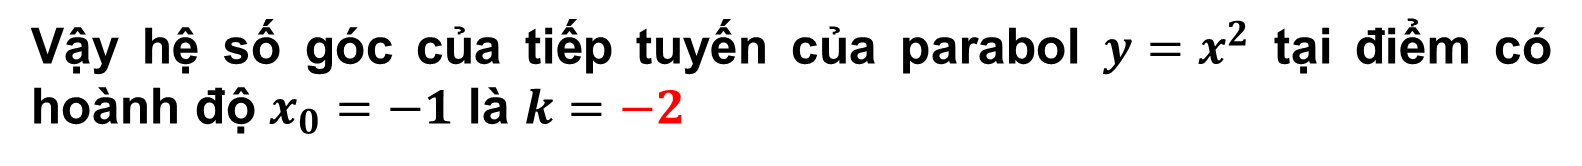 Vậy hệ số góc của tiếp tuyến của parabol y = x² tại điểm có
hoành độ x₀ = −1 là k = −2